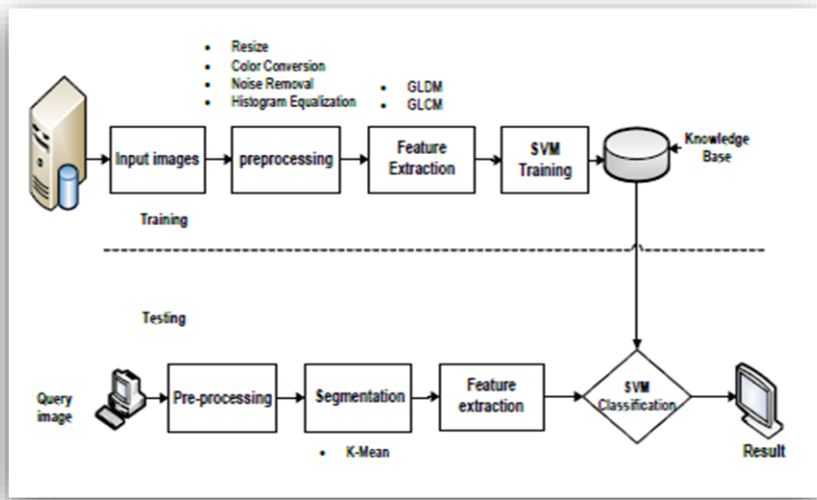 • Resize
• Color Conversion
• Noise Removal
• Histogram Equalization
• GLDM
• GLCM
Input images
preprocessing
Feature
Extraction
SVM
Training
Knowledge
Base
Training
Testing
Query
image
Pre-processing
Segmentation
• K-Mean
Feature
extraction
SVM
Classification
Result